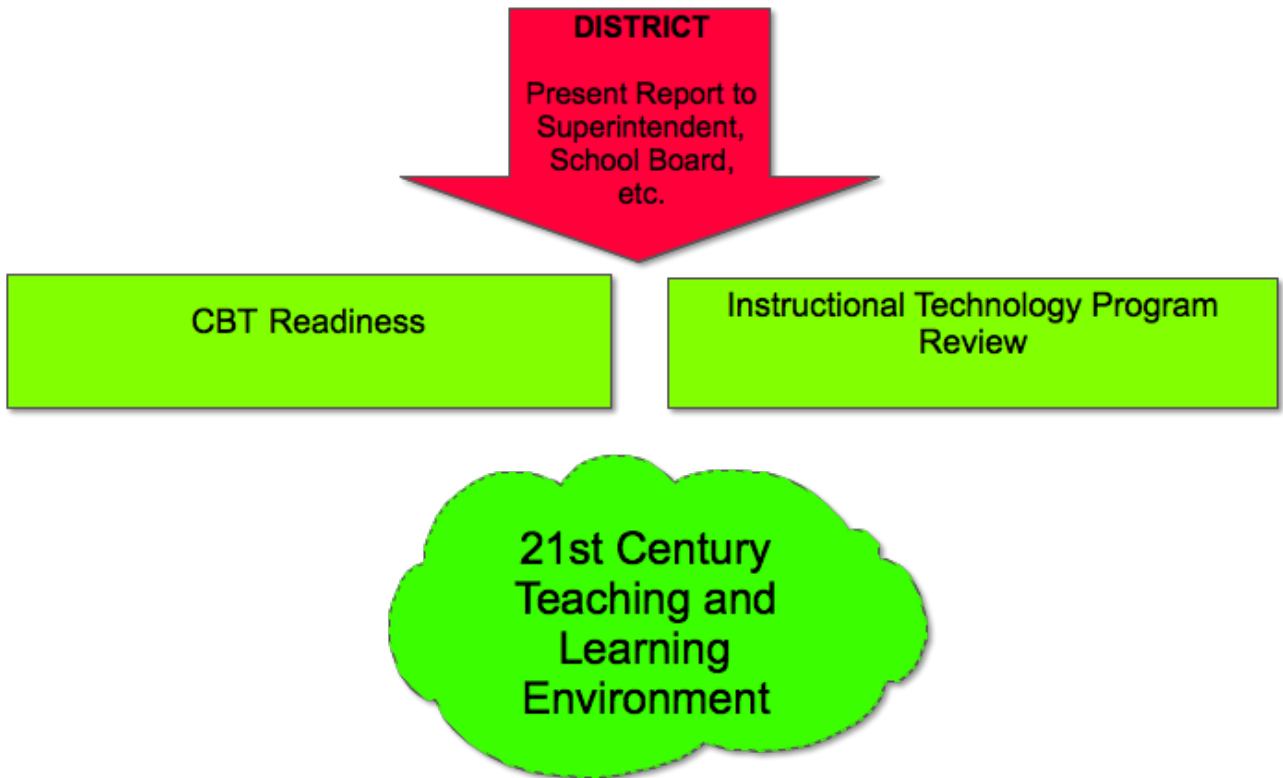 DISTRICT
Present Report to
Superintendent,
School Board,
etc.
CBT Readiness
Instructional Technology Program
Review
21st Century
Teaching and
Learning
Environment